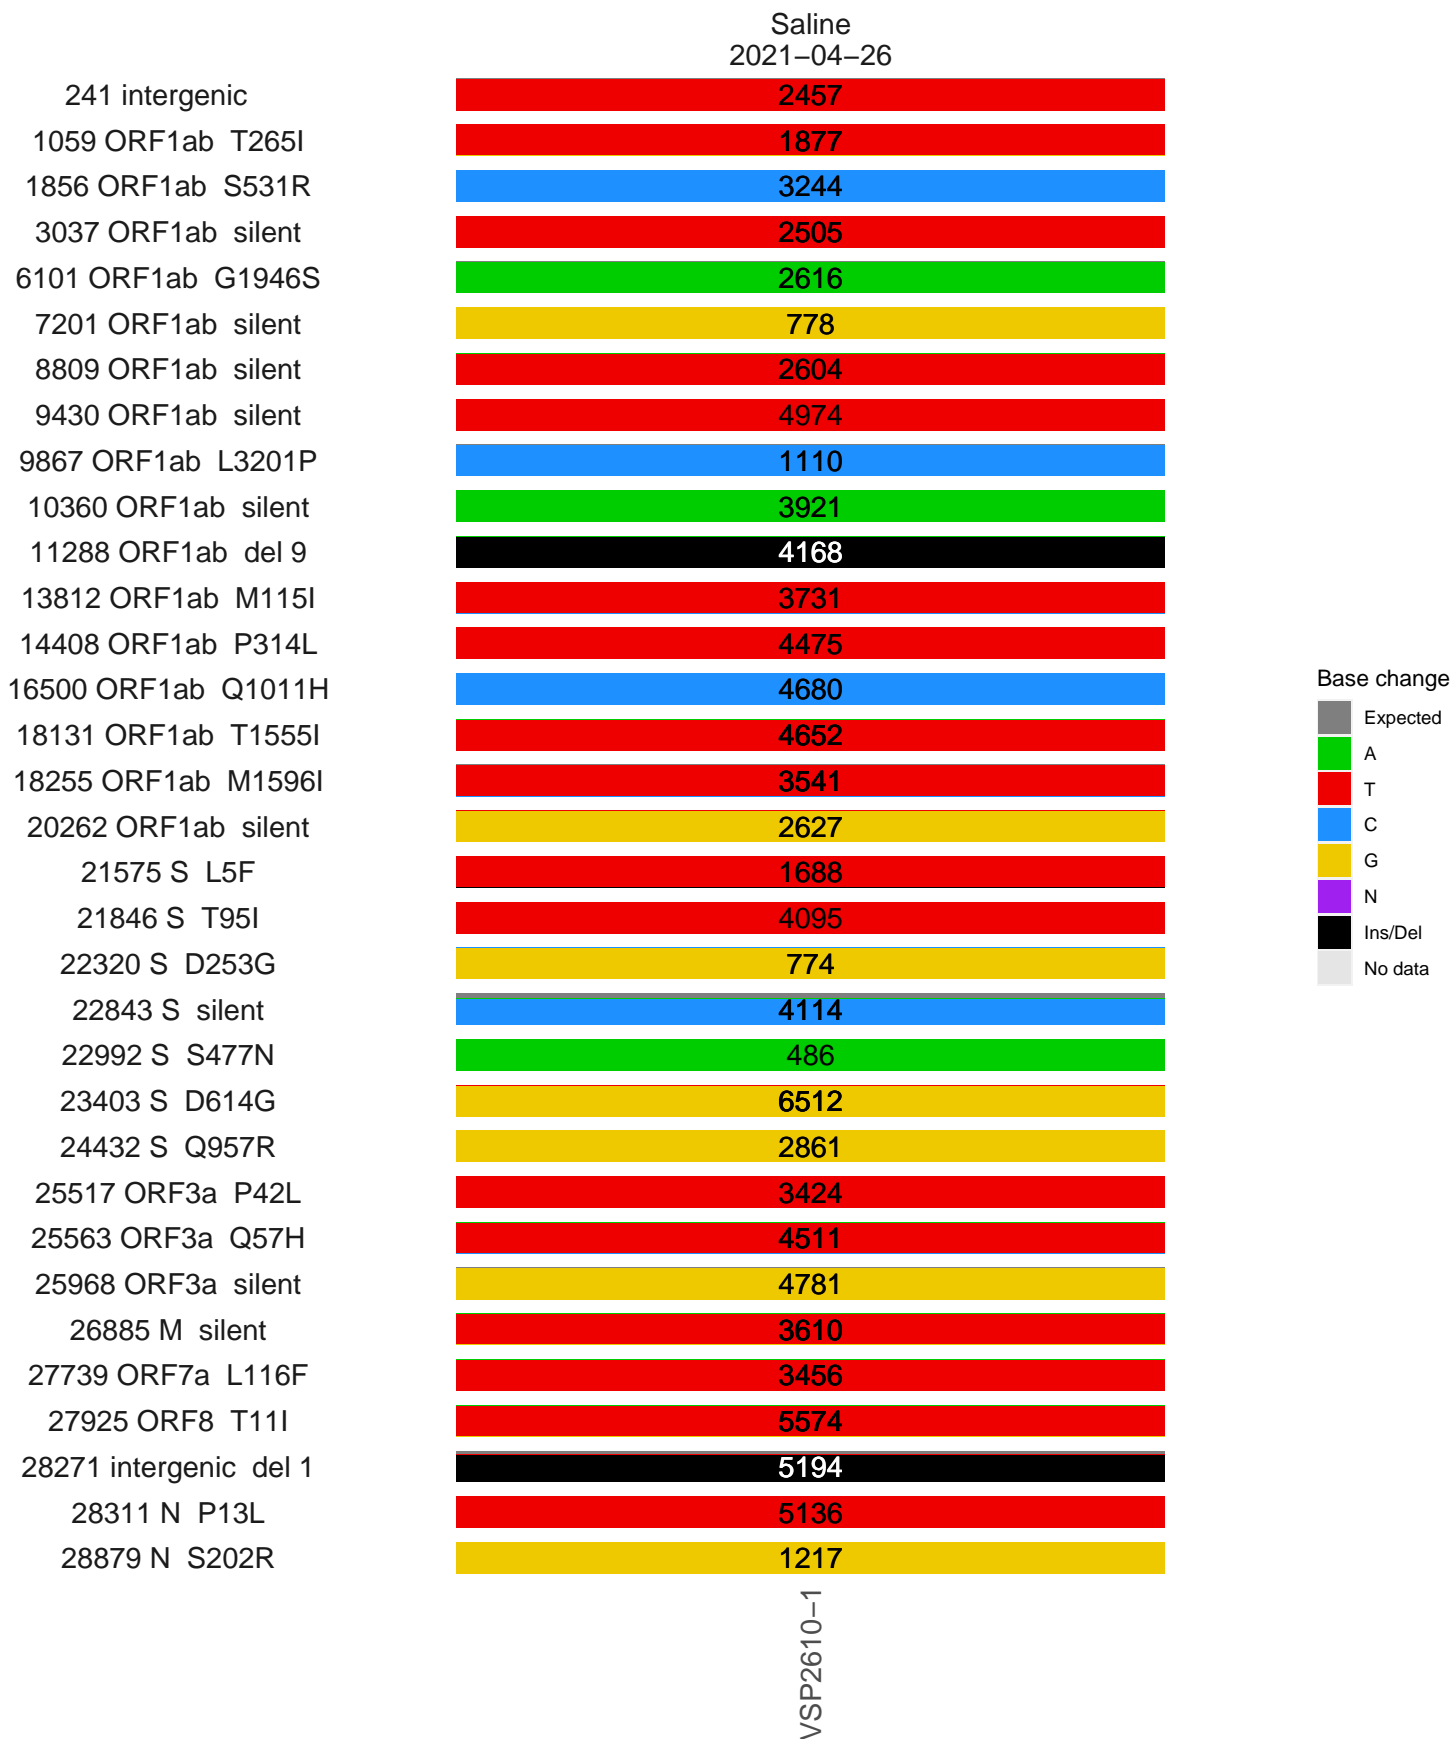 Saline
2021−04−26
241 intergenic 2457
1059 ORF1ab T265I 1877
1856 ORF1ab S531R 3244
3037 ORF1ab silent 2505
6101 ORF1ab G1946S 2616
7201 ORF1ab silent 778
8809 ORF1ab silent 2604
9430 ORF1ab silent 4974
9867 ORF1ab L3201P 1110
10360 ORF1ab silent 3921
11288 ORF1ab del 9 4168
13812 ORF1ab M115I 3731
14408 ORF1ab P314L 4475
16500 ORF1ab Q1011H 4680
18131 ORF1ab T1555I 4652
18255 ORF1ab M1596I 3541
20262 ORF1ab silent 2627
21575 S L5F 1688
21846 S T95I 4095
22320 S D253G 774
22843 S silent 4114
22992 S S477N 486
23403 S D614G 6512
24432 S Q957R 2861
25517 ORF3a P42L 3424
25563 ORF3a Q57H 4511
25968 ORF3a silent 4781
26885 M silent 3610
27739 ORF7a L116F 3456
27925 ORF8 T11I 5574
28271 intergenic del 1 5194
28311 N P13L 5136
28879 N S202R 1217
VSP2610−1
Base change
Expected
A
T
C
G
N
Ins/Del
No data